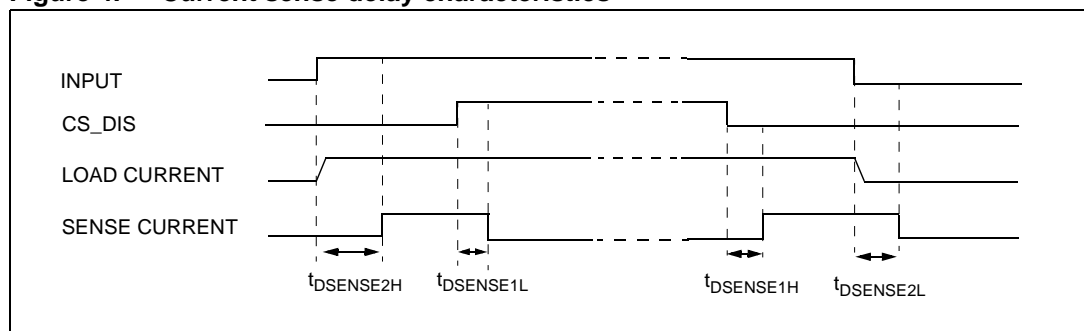 INPUT
CS_DIS
LOAD CURRENT
SENSE CURRENT
tDSENSE2H tDSENSE1L tDSENSE1H tDSENSE2L